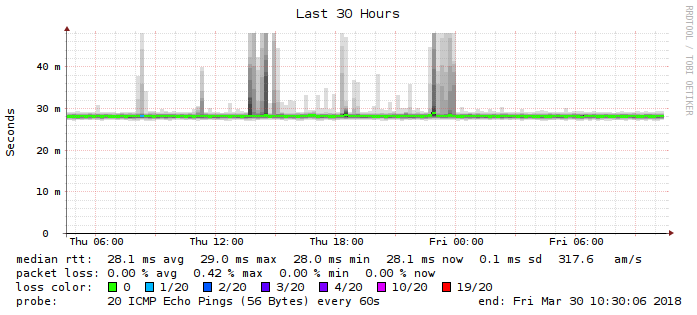 Last 30 Hours
RRDTOOL / TOBI OETIKER
Seconds
40 m
30 m
20 m
10 m
0
Thu 06:00 Thu 12:00 Thu 18:00 Fri 00:00 Fri 06:00
median rtt: 28.1 ms avg 29.0 ms max 28.0 ms min 28.1 ms now 0.1 ms sd 317.6 am/s
packet loss: 0.00 % avg 0.42 % max 0.00 % min 0.00 % now
loss color: 0 1/20 2/20 3/20 4/20 10/20 19/20
probe: 20 ICMP Echo Pings (56 Bytes) every 60s end: Fri Mar 30 10:30:06 2018